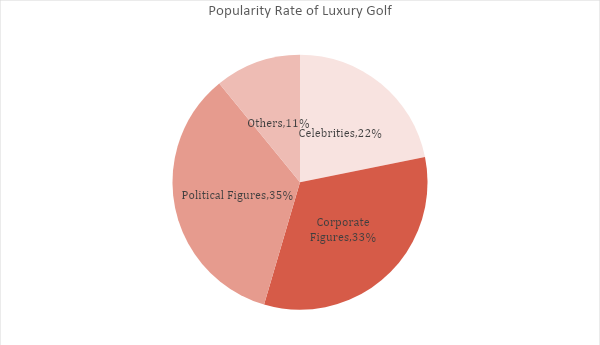 Popularity Rate of Luxury Golf
Others,11%
Celebrities,22%
Political Figures,35%
Corporate
Figures,33%